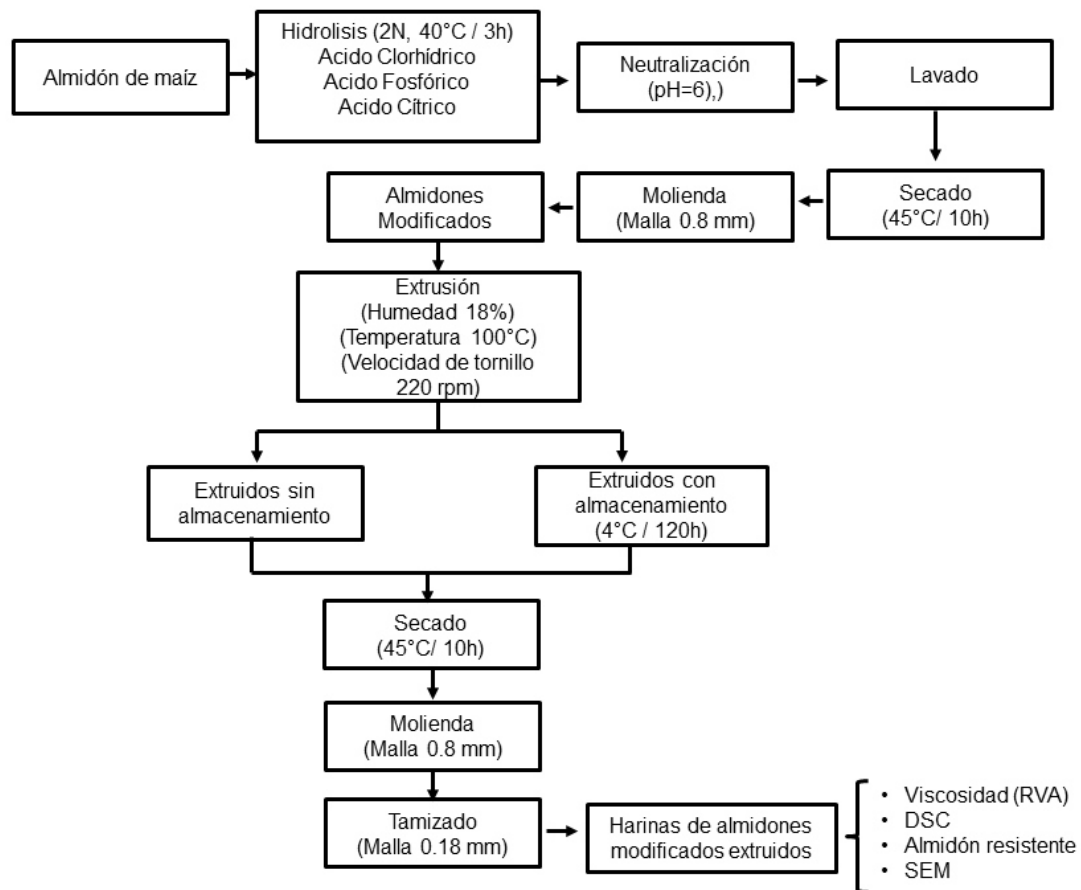 Almidón de maíz
Hidrolisis (2N, 40°C / 3h)
Acido Clorhídrico
Acido Fosfórico
Acido Cítrico
Neutralización
(pH=6),)
Lavado
Secado
(45°C/ 10h)
Molienda
(Malla 0.8 mm)
Almidones
Modificados
Extrusión
(Humedad 18%)
(Temperatura 100°C)
(Velocidad de tornillo
220 rpm)
Extruidos sin
almacenamiento
Extruidos con
almacenamiento
(4°C / 120h)
Secado
(45°C/ 10h)
Molienda
(Malla 0.8 mm)
Tamizado
(Malla 0.18 mm)
Harinas de almidones
modificados extruidos
• Viscosidad (RVA)
• DSC
• Almidón resistente
• SEM